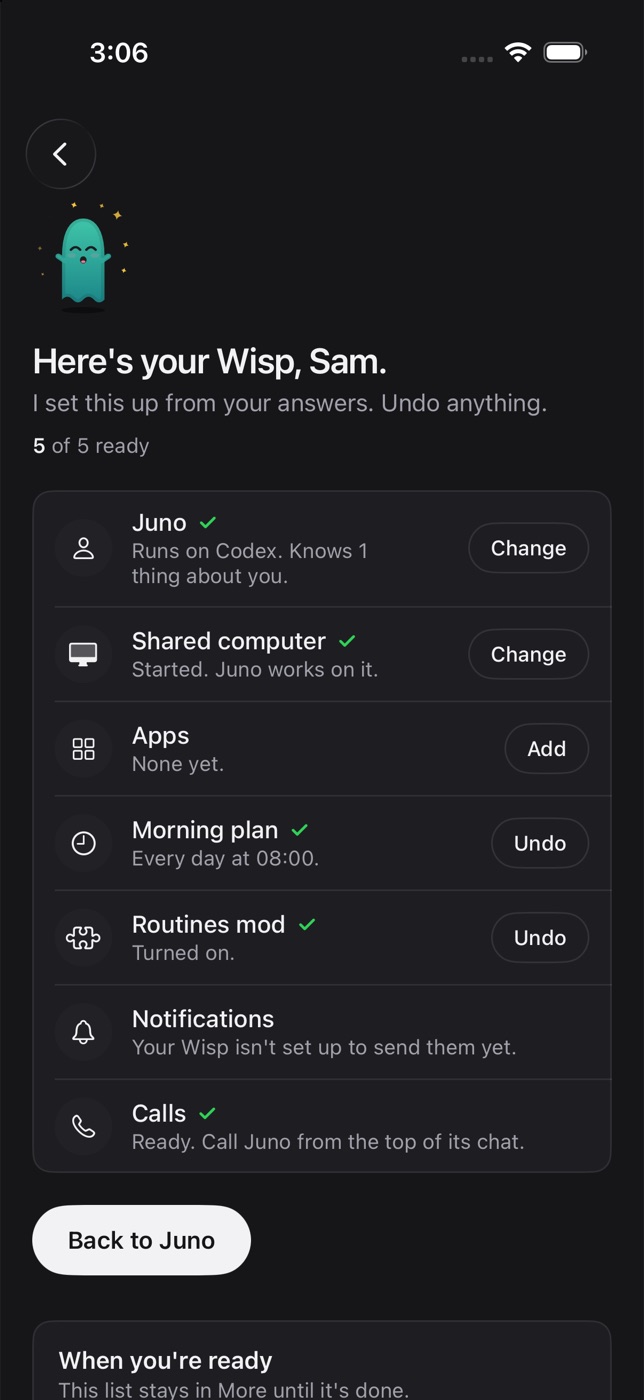 3:06
Here's your Wisp, Sam.
I set this up from your answers. Undo anything.
5 of 5 ready
Juno
Runs on Codex. Knows 1
thing about you.
Change
Shared computer
Started. Juno works on it.
Change
Apps
None yet.
Add
Morning plan
Every day at 08:00.
Undo
Routines mod
Turned on.
Undo
Notifications
Your Wisp isn't set up to send them yet.
Calls
Ready. Call Juno from the top of its chat.
Back to Juno
When you're ready
This list stays in More until it's done.